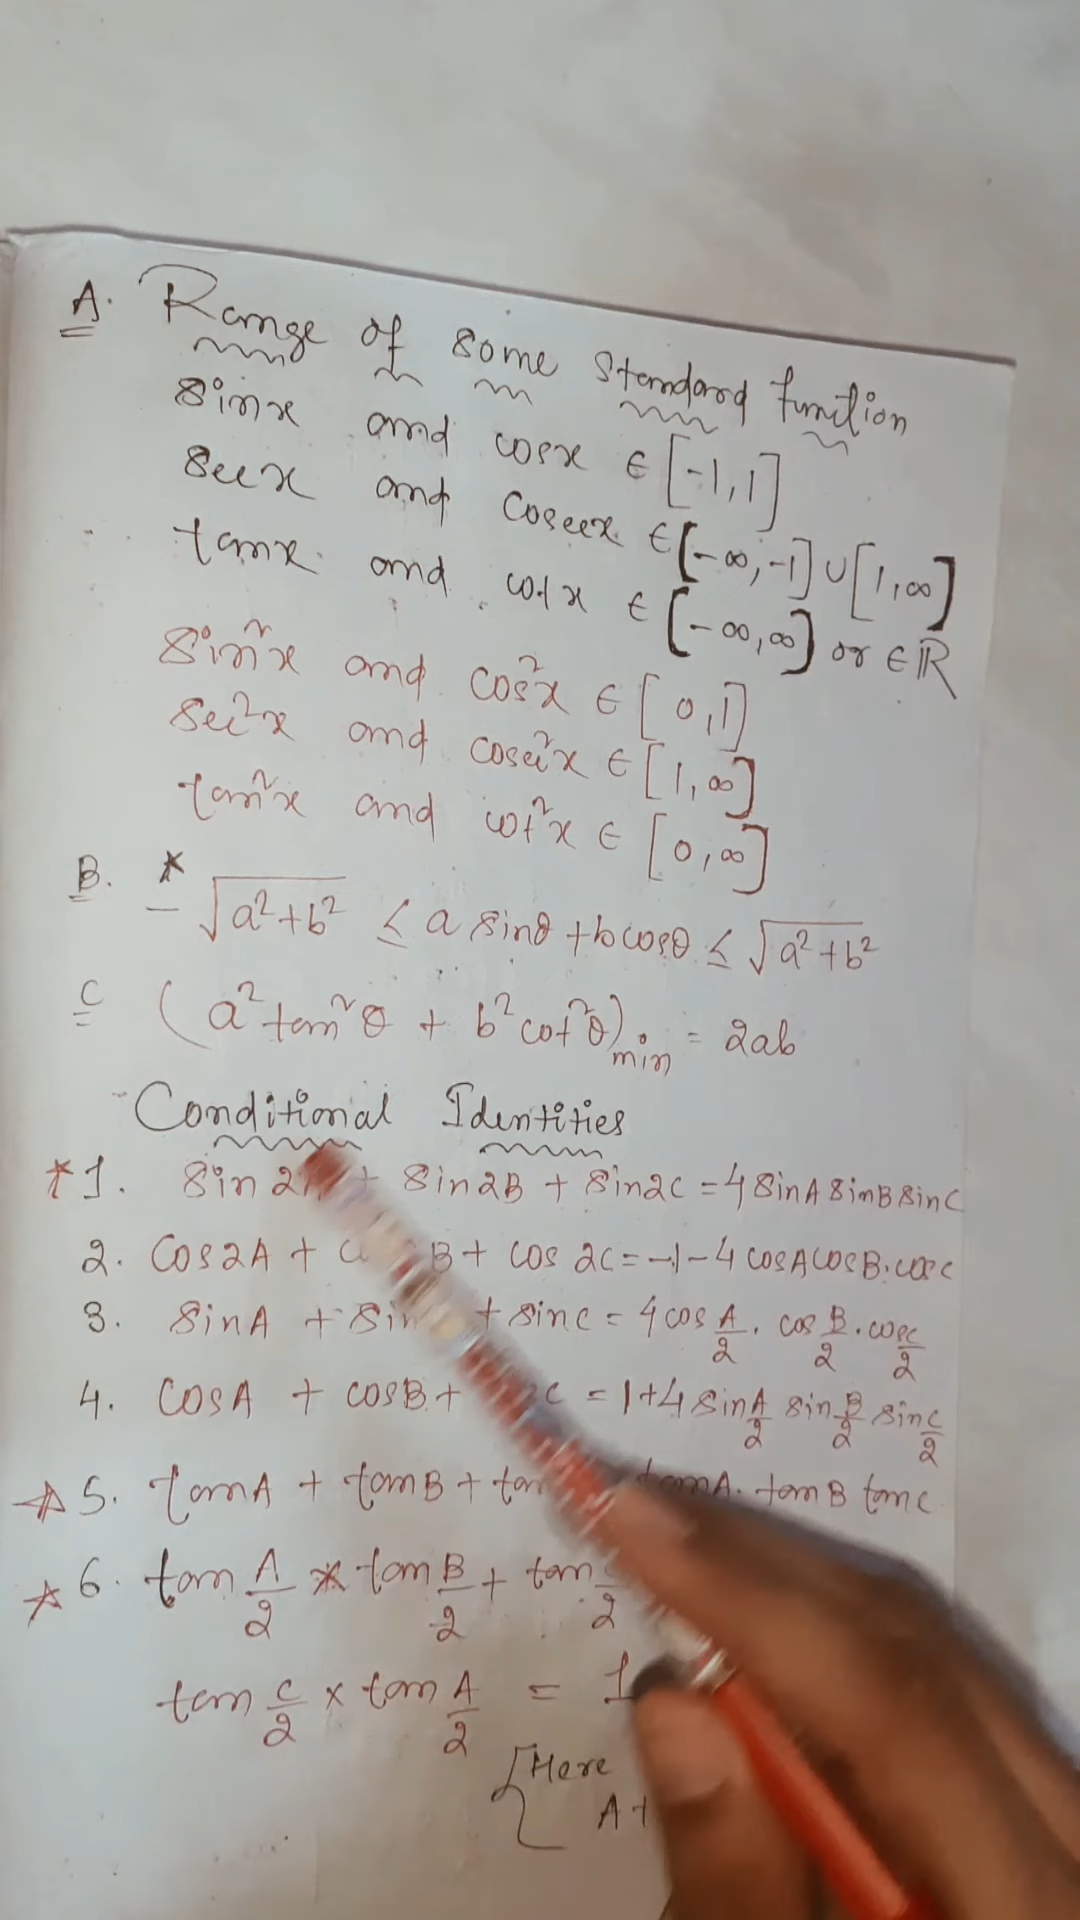 A. Range of some standard function
sinx and cosx ∈ [-1,1]
secx and cosecx ∈ [-∞,-1] ∪ [1,∞]
tanx and cotx ∈ [-∞,∞] or ∈ ℝ
sin²x and cos²x ∈ [0,1]
sec²x and cosec²x ∈ [1,∞]
tan²x and cot²x ∈ [0,∞]
B. * -√a²+b² ≤ a sinθ + b cosθ ≤ √a²+b²
C (a² tan²θ + b² cot²θ)min = 2ab
Conditional Identities
*1. sin 2A + sin2B + sin2C = 4 sinA sinB sinC
2. Cos2A + B + cos 2C = -1 - 4 cosA cosB. cosC
3. sinA + sin + sinC = 4 cos A/2 . cos B/2 . cos C/2
4. cosA + cosB + C = 1 + 4 sin A/2 sin B/2 sin C/2
* 5. tanA + tanB + tan tanA. tanB tanC
* 6. tan A/2 * tan B/2 + tan /2
tan C/2 × tan A/2 = 1
[Here
A+